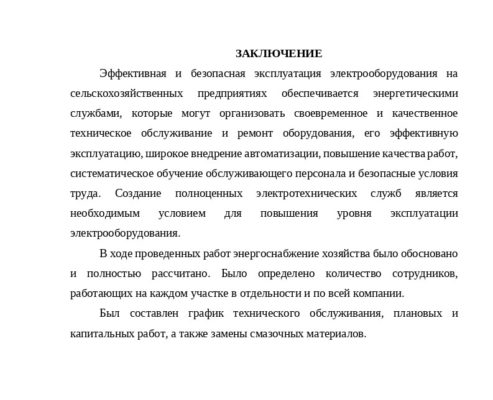 ЗАКЛЮЧЕНИЕ
Эффективная и безопасная эксплуатация электрооборудования на
сельскохозяйственных предприятиях обеспечивается энергетическими
службами, которые могут организовать своевременное и качественное
техническое обслуживание и ремонт оборудования, его эффективную
эксплуатацию, широкое внедрение автоматизации, повышение качества работ,
систематическое обучение обслуживающего персонала и безопасные условия
труда. Создание полноценных электротехнических служб является
необходимым условием для повышения уровня эксплуатации
электрооборудования.
В ходе проведенных работ энергоснабжение хозяйства было обосновано
и полностью рассчитано. Было определено количество сотрудников,
работающих на каждом участке в отдельности и по всей компании.
Был составлен график технического обслуживания, плановых и
капитальных работ, а также замены смазочных материалов.